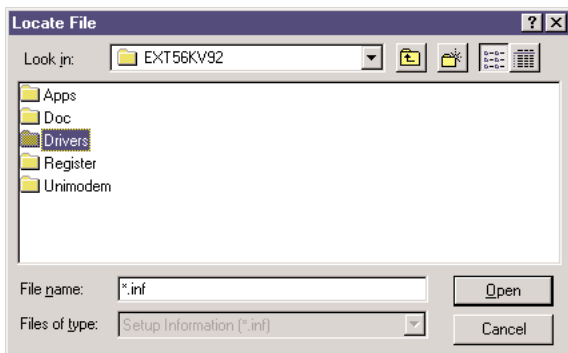 Locate File
Look in: EXT56KV92
Apps
Doc
Drivers
Register
Unimodem
File name: *.inf Open
Files of type: Setup Information (*.inf) Cancel